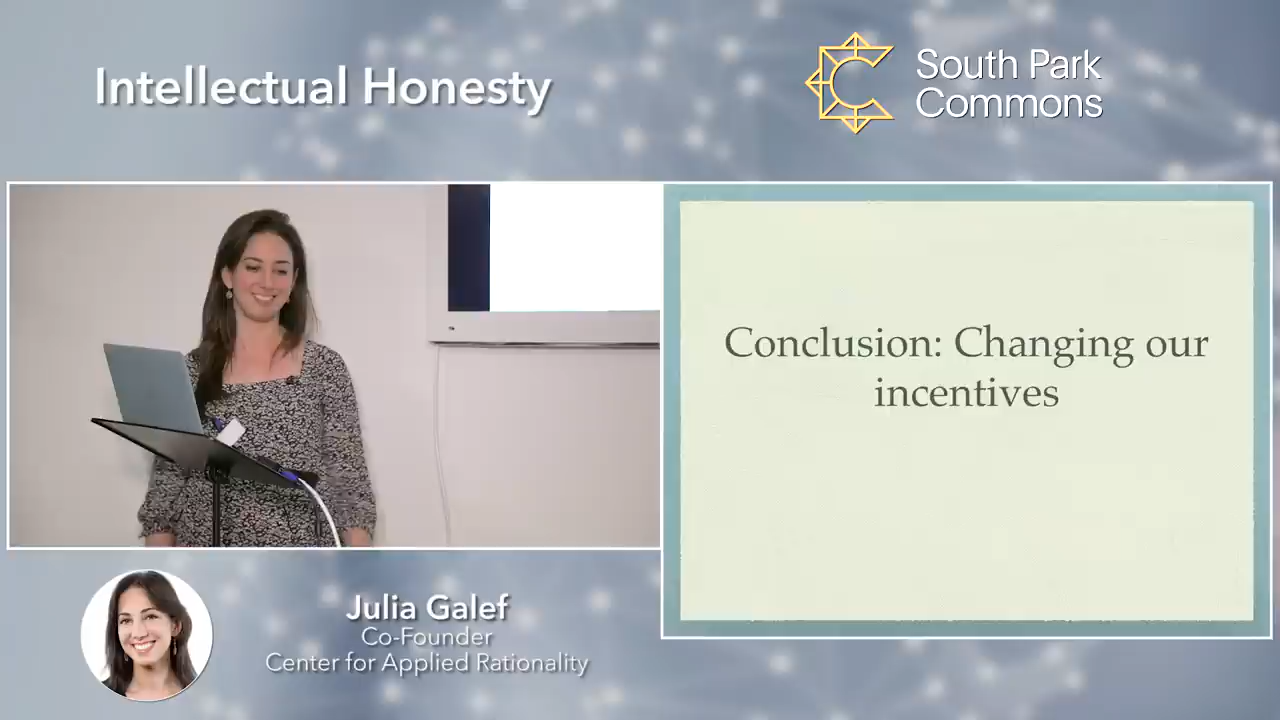 Intellectual Honesty
South Park
Commons
Conclusion: Changing our
incentives
Julia Galef
Co-Founder
Center for Applied Rationality